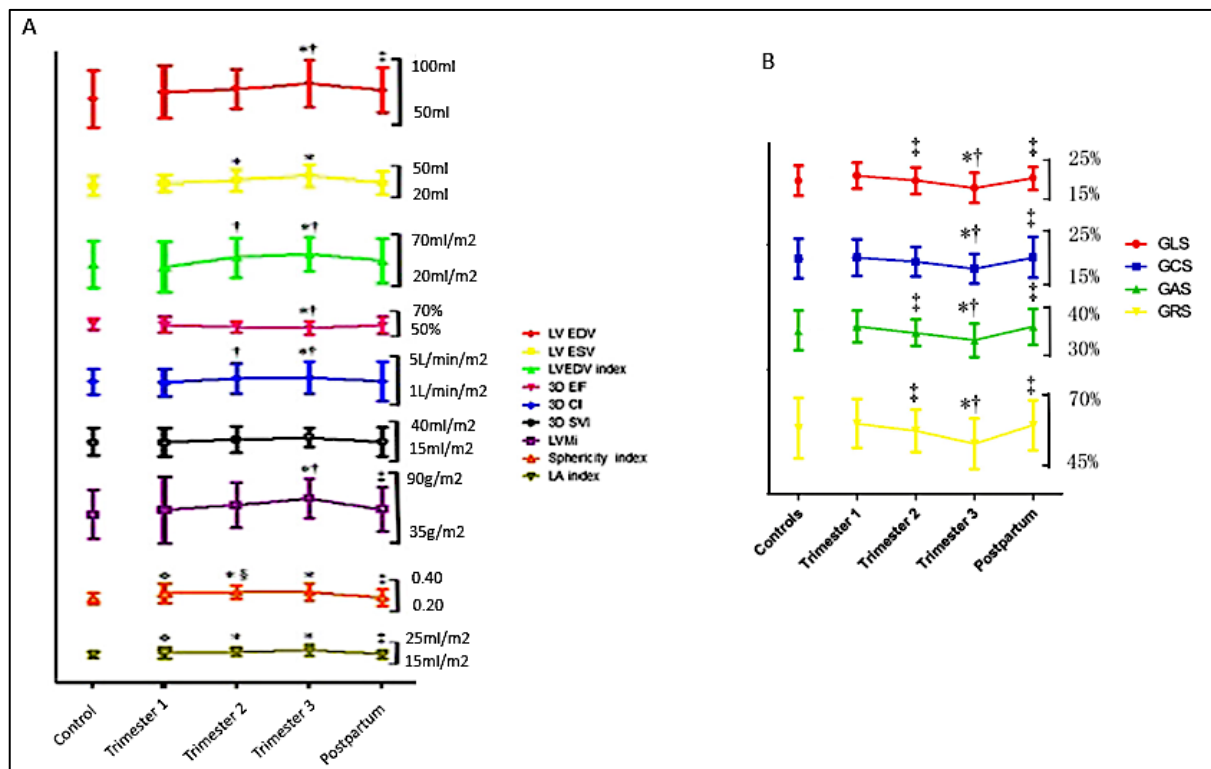 A
*†
‡
100ml
50ml
*
*
50ml
20ml
†
*†
70ml/m2
20ml/m2
*†
70%
50%
†
*†
5L/min/m2
1L/min/m2
40ml/m2
15ml/m2
*†
‡
90g/m2
35g/m2
* §
*
‡
0.40
0.20
*
*
‡
25ml/m2
15ml/m2
Control
Trimester 1
Trimester 2
Trimester 3
Postpartum
LV EDV
LV ESV
LVEDV index
3D EF
3D CI
3D SVI
LVMi
Sphericity index
LA index
B
‡
*†
‡
25%
15%
*†
‡
25%
15%
‡
*†
‡
40%
30%
‡
*†
‡
70%
45%
Controls
Trimester 1
Trimester 2
Trimester 3
Postpartum
GLS
GCS
GAS
GRS